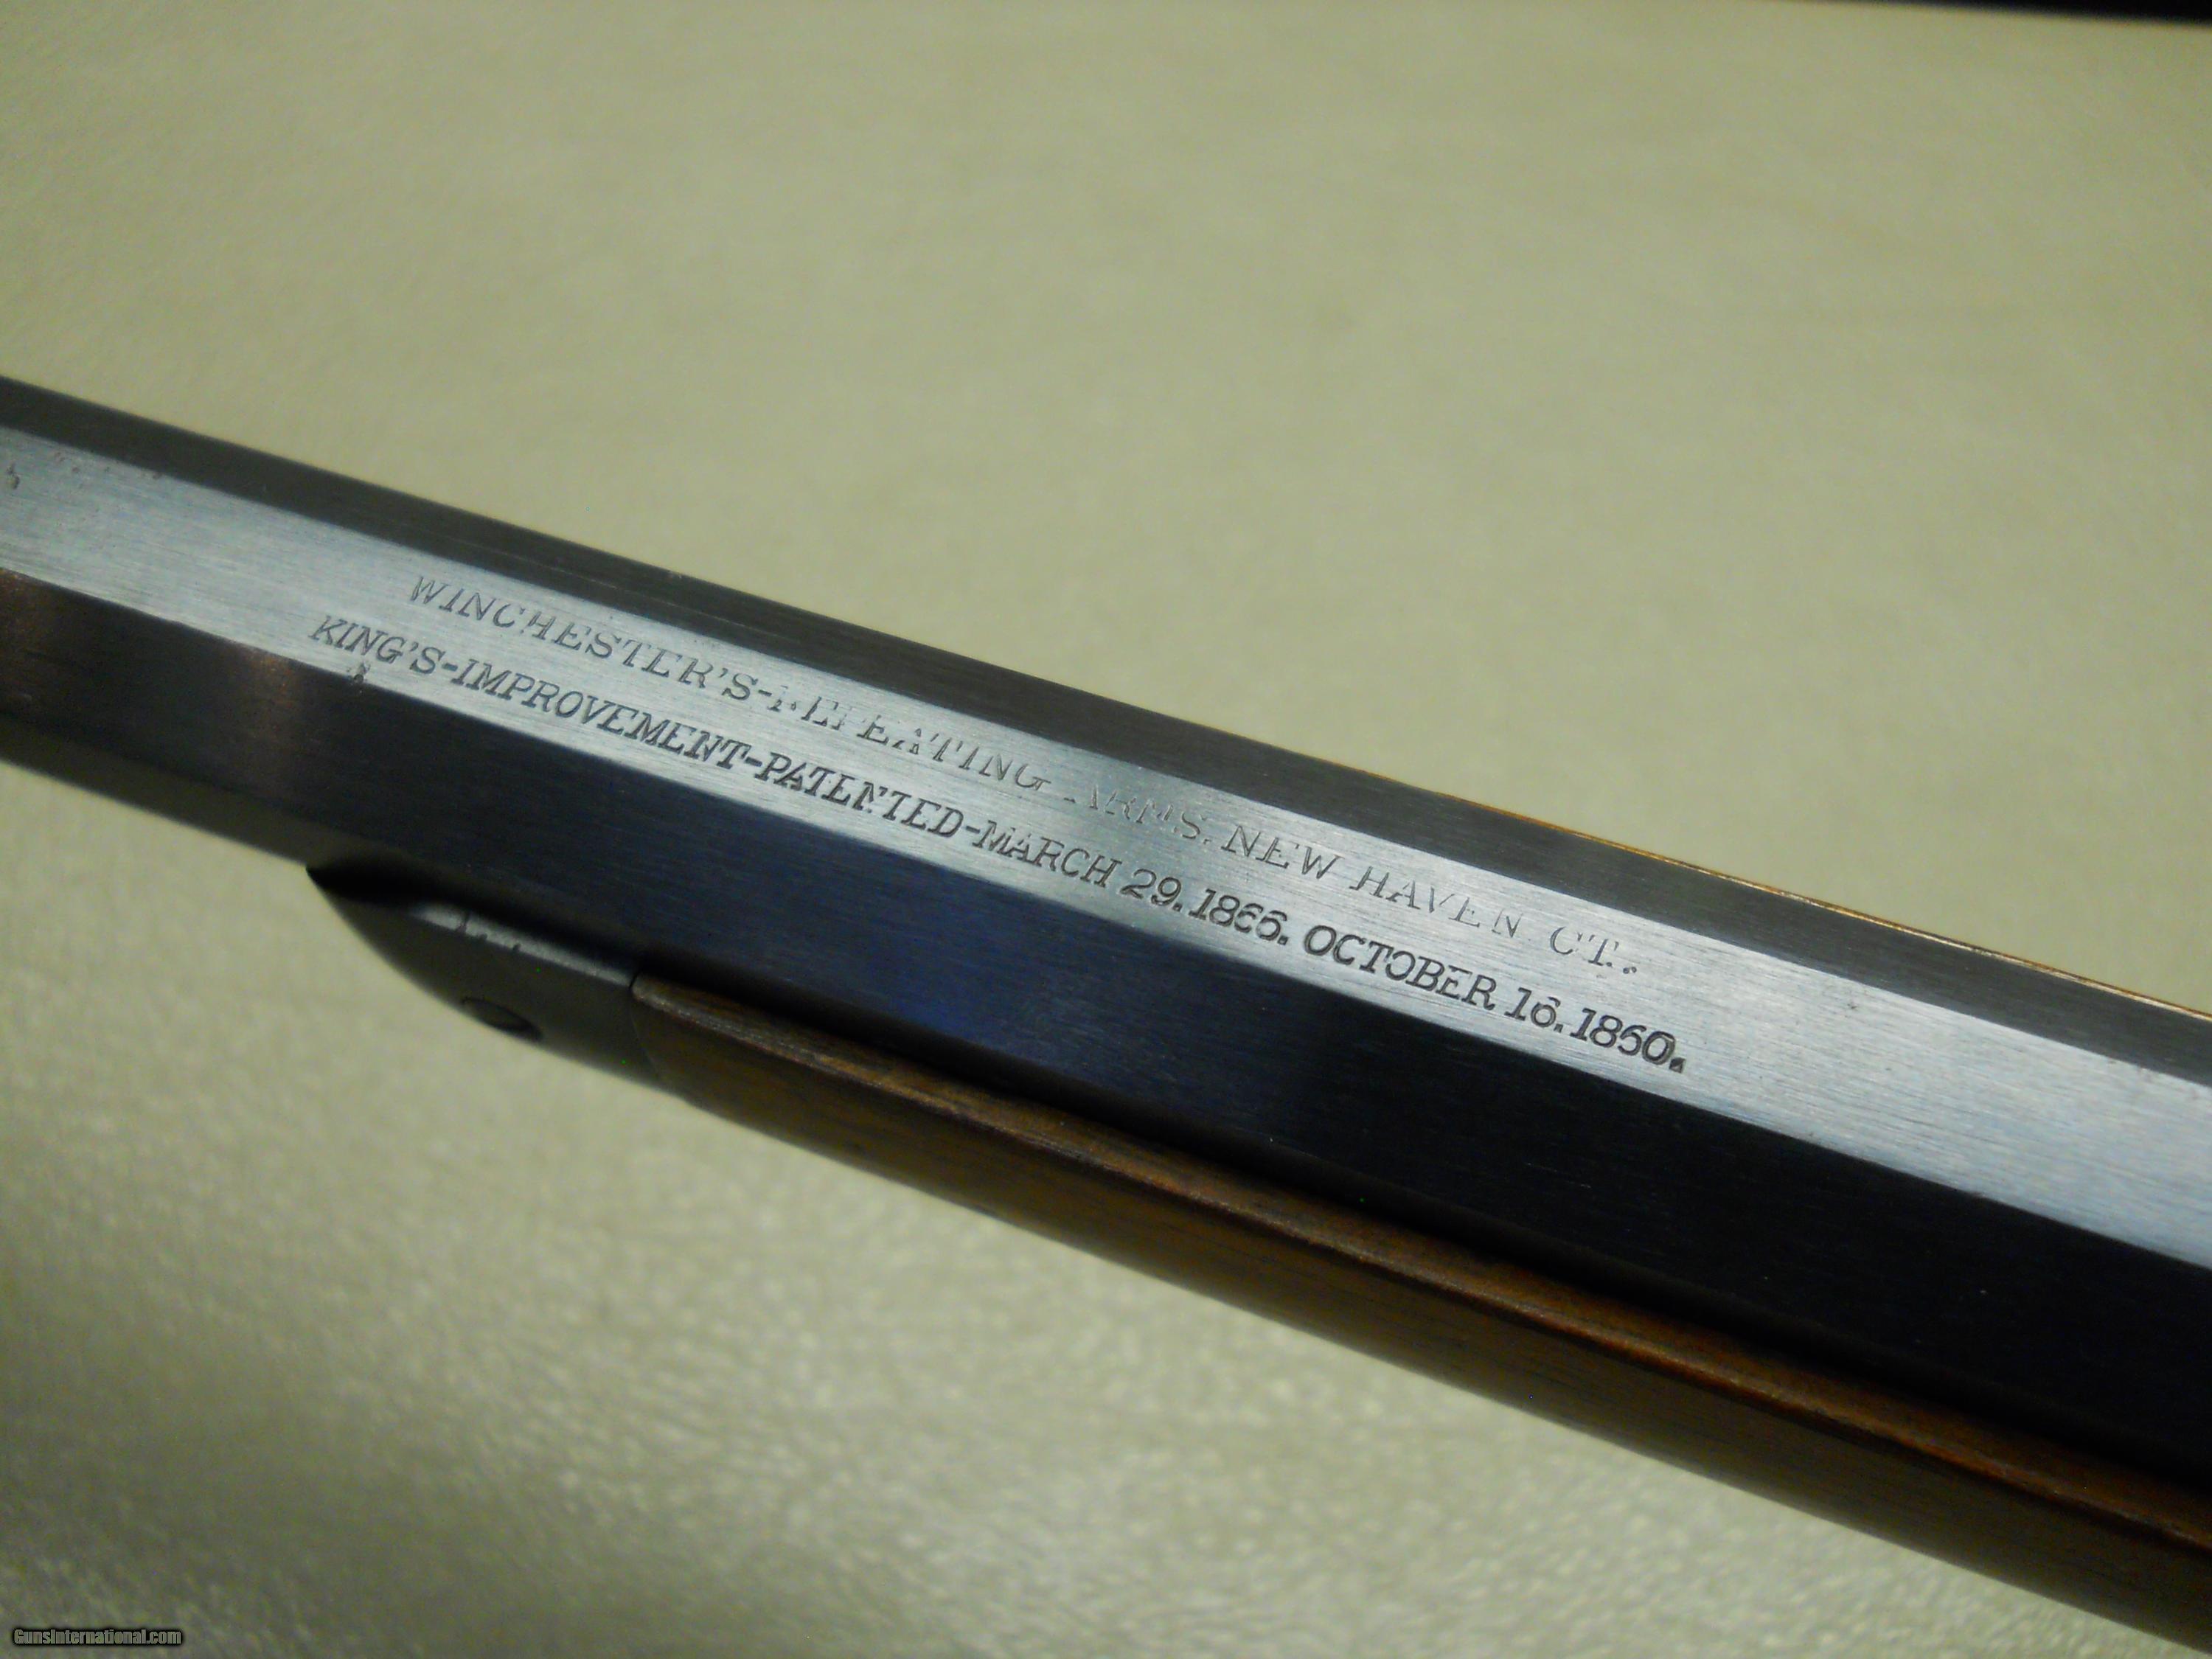 WINCHESTER'S-REPEATING ARMS. NEW HAVEN CT.
KING'S-IMPROVEMENT-PATENTED-MARCH 29. 1866. OCTOBER 16. 1860.
GunsInternational.com